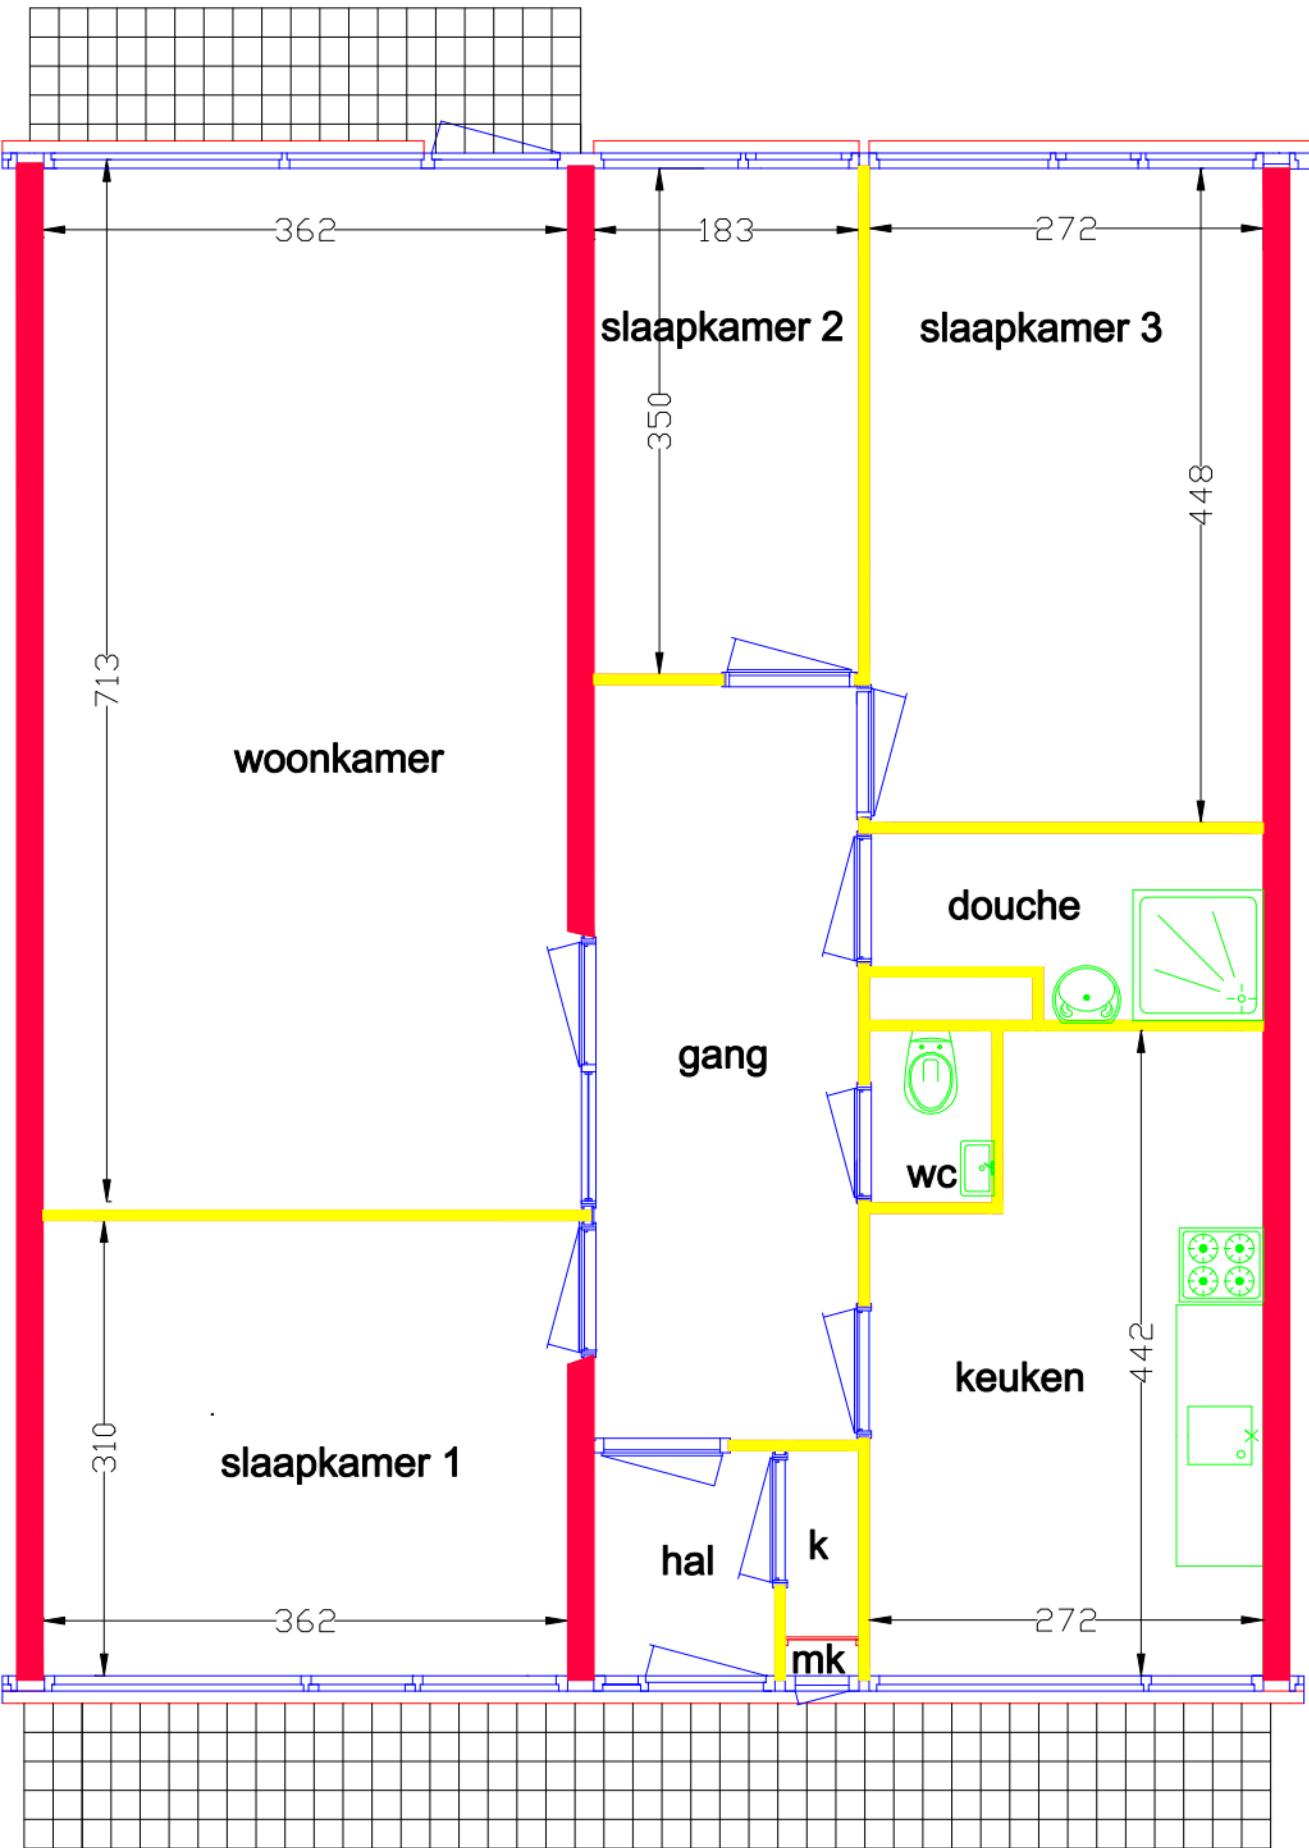 362
183
272
slaapkamer 2
slaapkamer 3
350
448
713
woonkamer
douche
gang
wc
442
keuken
310
slaapkamer 1
k
hal
362
272
mk